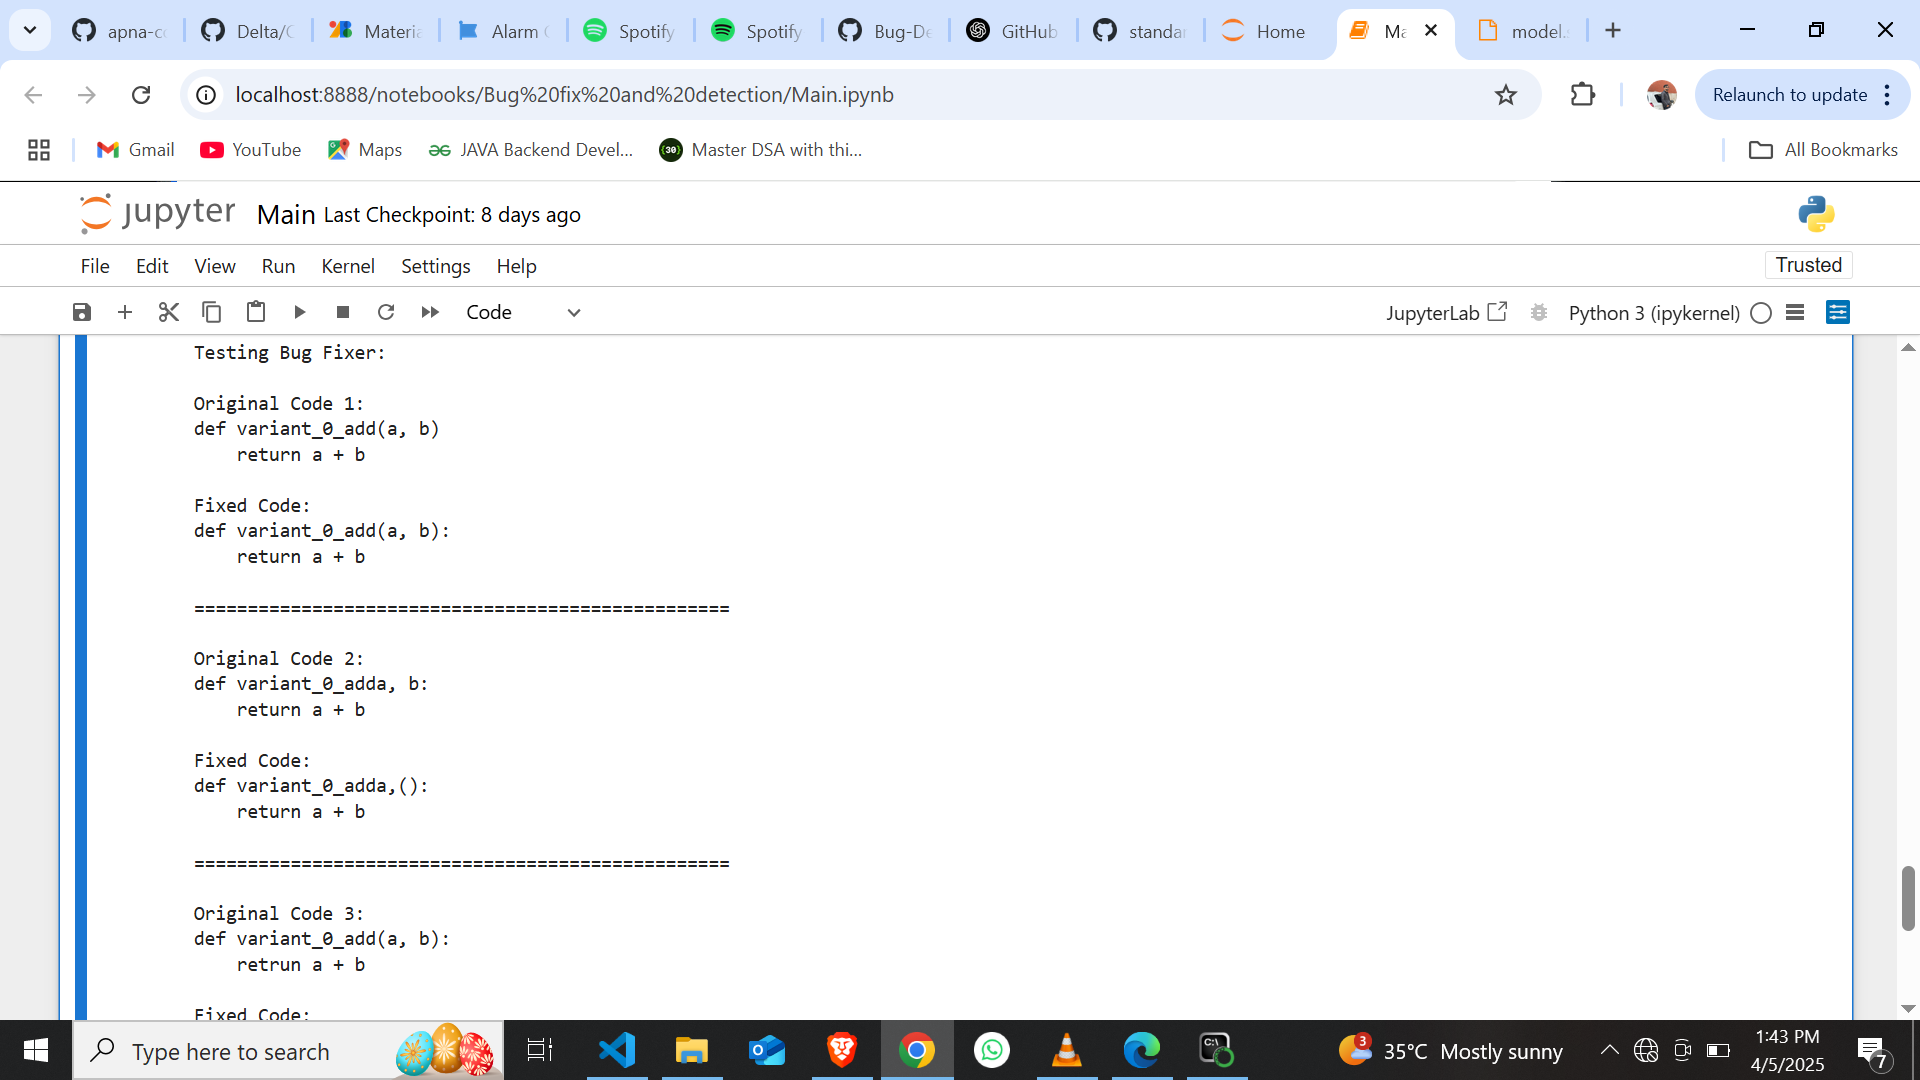 apna-c
Delta/C
Materia
Alarm
Spotify
Spotify
Bug-De
GitHub
standar
Home
Ma
model.
localhost:8888/notebooks/Bug%20fix%20and%20detection/Main.ipynb
Relaunch to update
Gmail
YouTube
Maps
JAVA Backend Devel...
Master DSA with thi...
All Bookmarks
jupyter Main Last Checkpoint: 8 days ago
File Edit View Run Kernel Settings Help
Trusted
Code
JupyterLab
Python 3 (ipykernel)
Testing Bug Fixer:
Original Code 1:
def variant_0_add(a, b)
    return a + b
Fixed Code:
def variant_0_add(a, b):
    return a + b
==================================================
Original Code 2:
def variant_0_adda, b:
    return a + b
Fixed Code:
def variant_0_adda,():
    return a + b
==================================================
Original Code 3:
def variant_0_add(a, b):
    retrun a + b
Fixed Code:
Type here to search
3
35°C Mostly sunny
1:43 PM
4/5/2025
7